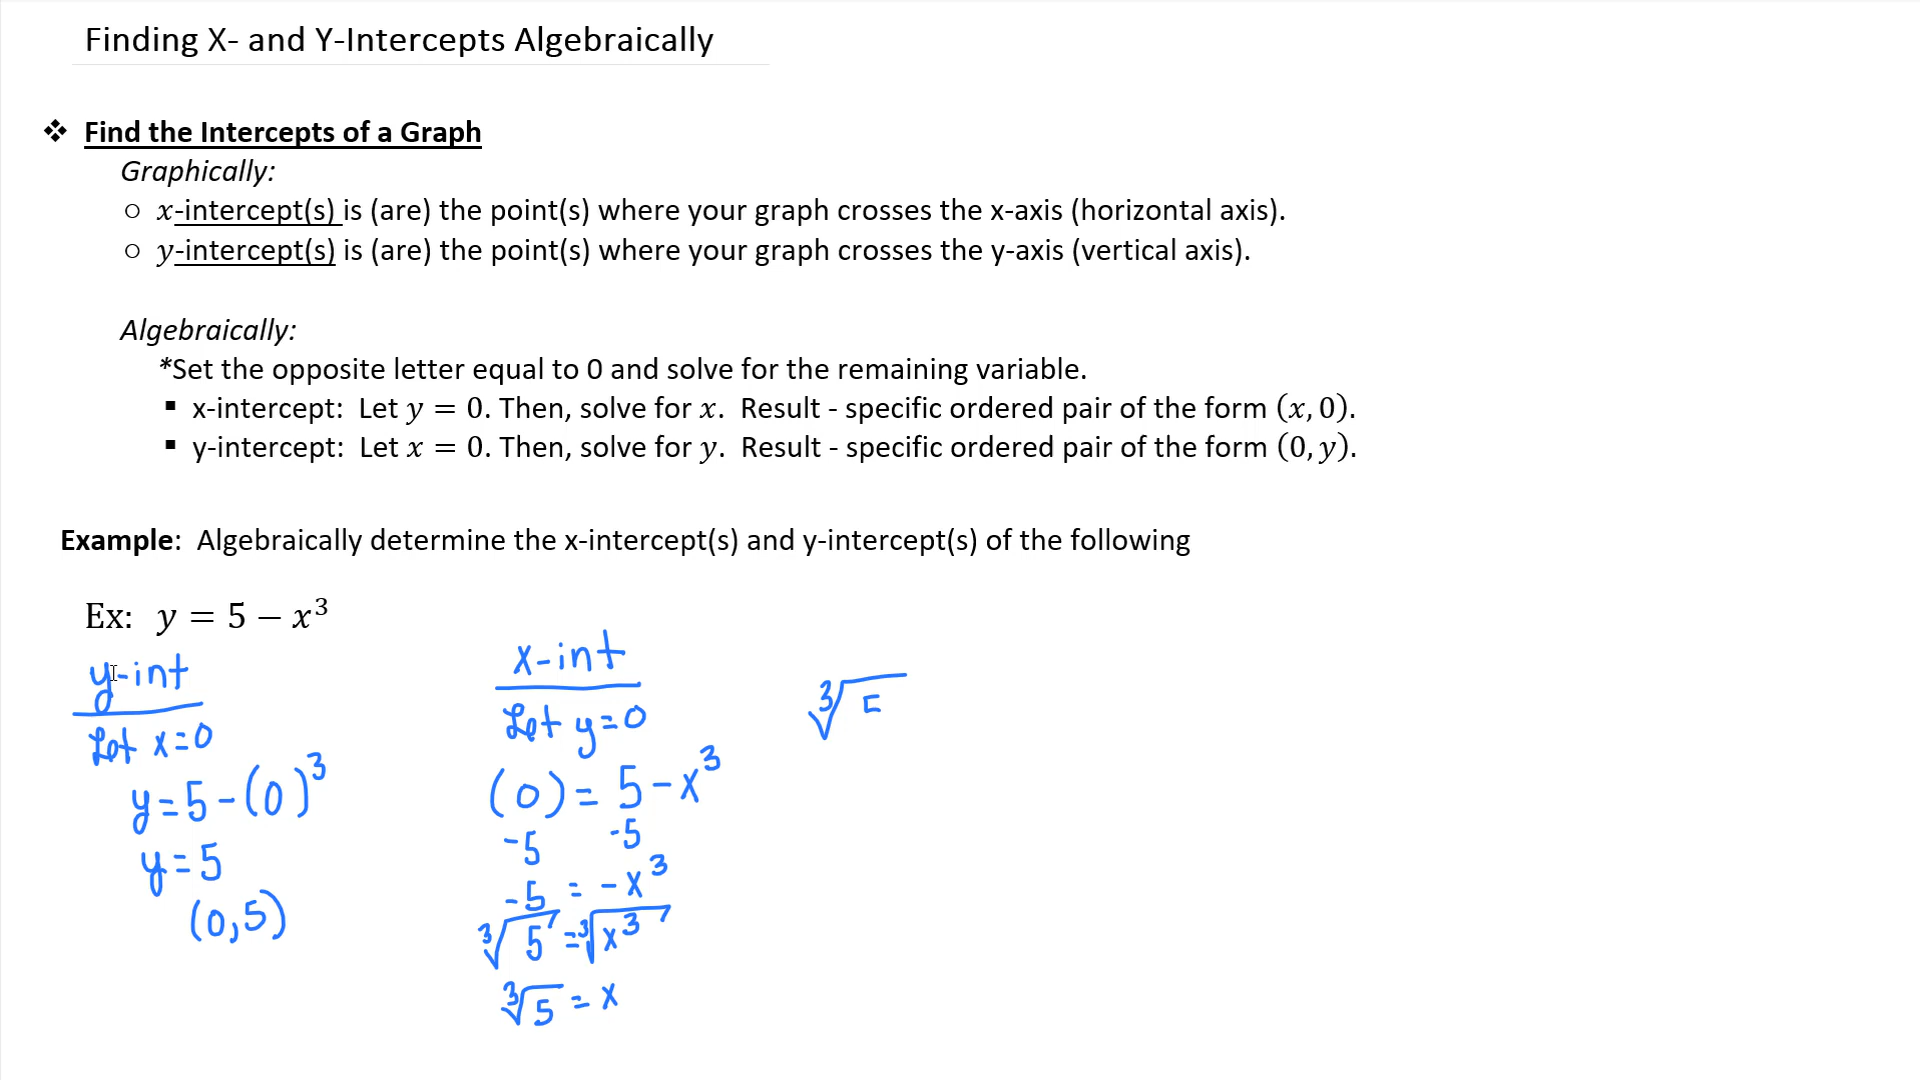 Finding X- and Y-Intercepts Algebraically
❖ Find the Intercepts of a Graph
Graphically:
○ x-intercept(s) is (are) the point(s) where your graph crosses the x-axis (horizontal axis).
○ y-intercept(s) is (are) the point(s) where your graph crosses the y-axis (vertical axis).
Algebraically:
*Set the opposite letter equal to 0 and solve for the remaining variable.
▪ x-intercept: Let y = 0. Then, solve for x. Result - specific ordered pair of the form (x, 0).
▪ y-intercept: Let x = 0. Then, solve for y. Result - specific ordered pair of the form (0, y).
Example: Algebraically determine the x-intercept(s) and y-intercept(s) of the following
Ex: y = 5 − x³
y-int
Let x=0
y=5-(0)³
y=5
(0,5)
x-int
Let y=0
(0) = 5-x³
-5 -5
-5 = -x³
∛5 = ∛x³
∛5 = x